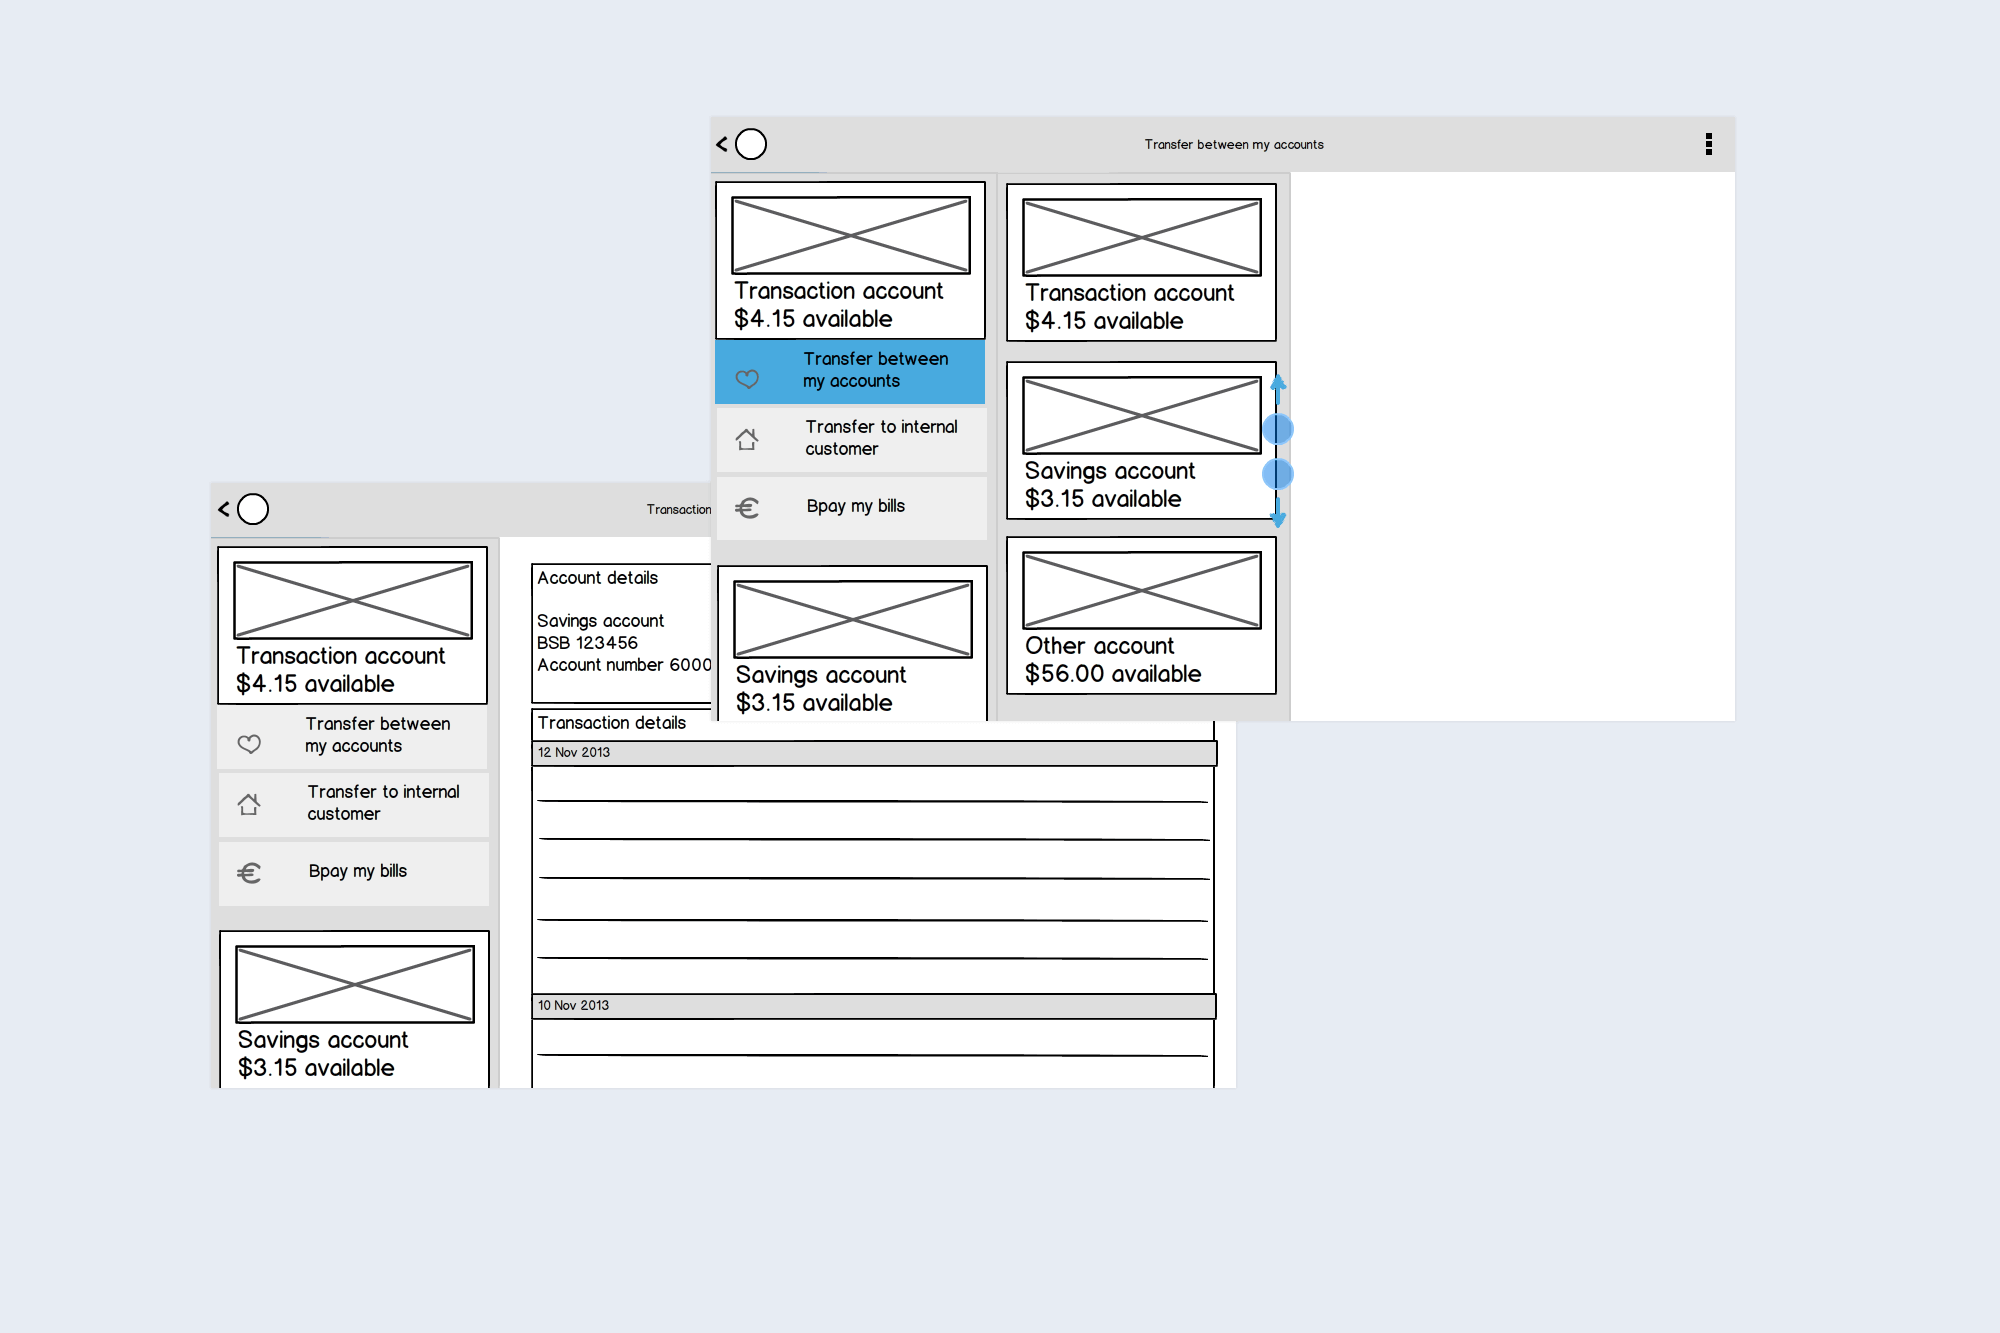 Transfer between my accounts
Transaction account
$4.15 available
Transfer between
my accounts
Transfer to internal
customer
Bpay my bills
Savings account
$3.15 available
Transaction account
$4.15 available
Savings account
$3.15 available
Other account
$56.00 available
Transaction
Transaction account
$4.15 available
Transfer between
my accounts
Transfer to internal
customer
Bpay my bills
Savings account
$3.15 available
Account details
Savings account
BSB 123456
Account number 6000
Transaction details
12 Nov 2013
10 Nov 2013